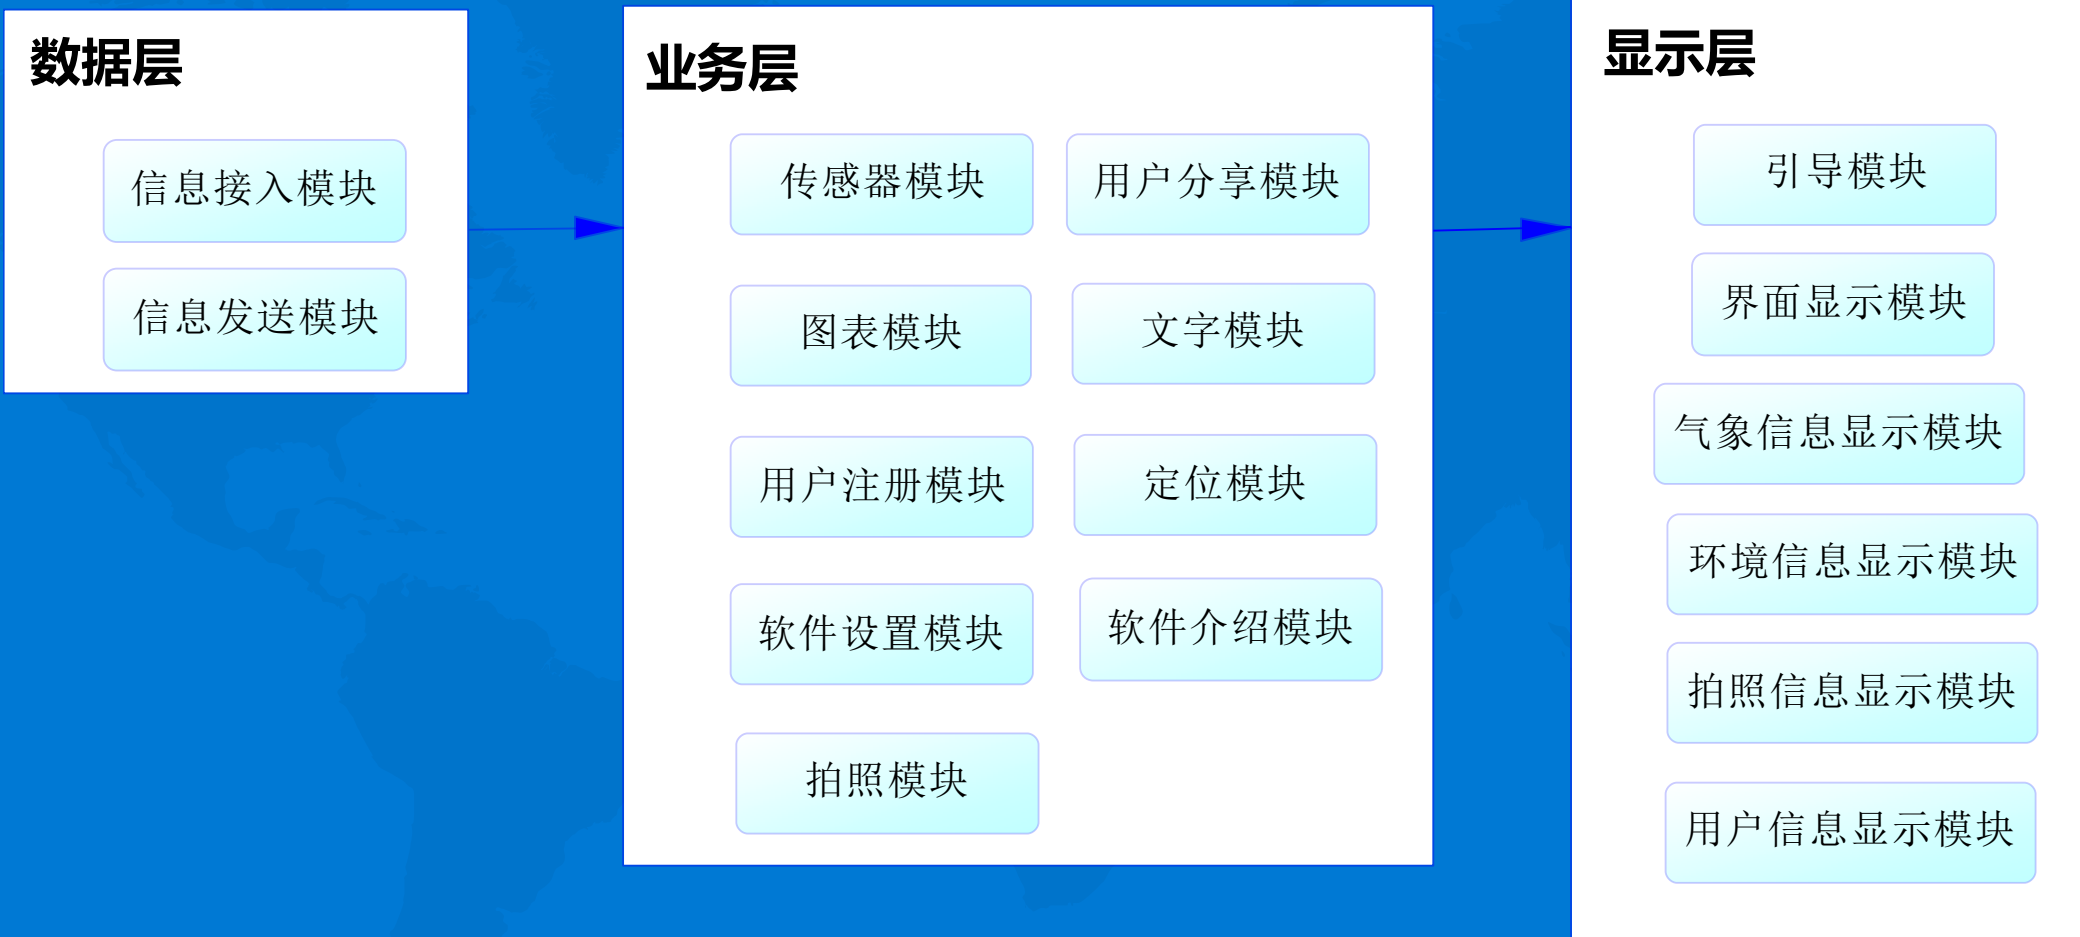 数据层
信息接入模块
信息发送模块
业务层
传感器模块
用户分享模块
图表模块
文字模块
用户注册模块
定位模块
软件设置模块
软件介绍模块
拍照模块
显示层
引导模块
界面显示模块
气象信息显示模块
环境信息显示模块
拍照信息显示模块
用户信息显示模块